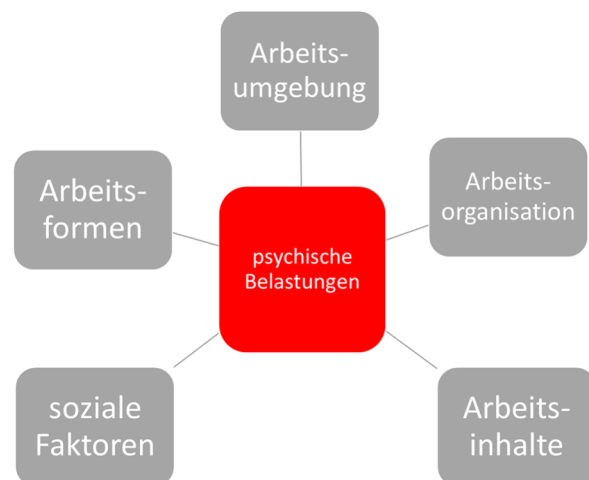 Arbeits-
umgebung
Arbeits-
formen
Arbeits-
organisation
psychische
Belastungen
soziale
Faktoren
Arbeits-
inhalte